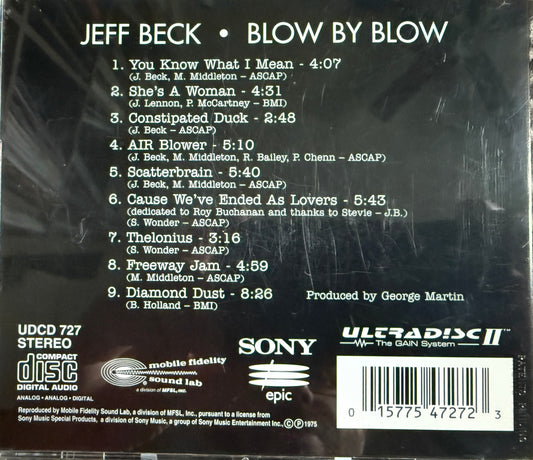 JEFF BECK • BLOW BY BLOW
1. You Know What I Mean - 4:07
(J. Beck, M. Middleton – ASCAP)
2. She's A Woman - 4:31
(J. Lennon, P. McCartney – BMI)
3. Constipated Duck - 2:48
(J. Beck – ASCAP)
4. AIR Blower - 5:10
(J. Beck, M. Middleton, R. Bailey, P. Chenn – ASCAP)
5. Scatterbrain - 5:40
(J. Beck, M. Middleton – ASCAP)
6. Cause We've Ended As Lovers - 5:43
(dedicated to Roy Buchanan and thanks to Stevie – J.B.)
(S. Wonder – ASCAP)
7. Thelonius - 3:16
(S. Wonder – ASCAP)
8. Freeway Jam - 4:59
(M. Middleton – ASCAP)
9. Diamond Dust - 8:26 Produced by George Martin
(B. Holland – BMI)
UDCD 727
STEREO
COMPACT
disc
DIGITAL AUDIO
ANALOG • ANALOG • DIGITAL
mobile fidelity
sound lab
a division of MFSL, INC.
SONY
epic
ULTRADISC II™
The GAIN System
0 15775 47272 3
Reproduced by Mobile Fidelity Sound Lab, a division of MFSL, Inc., pursuant to a license from
Sony Music Special Products, a division of Sony Music, a group of Sony Music Entertainment Inc., Ⓒ Ⓟ 1975